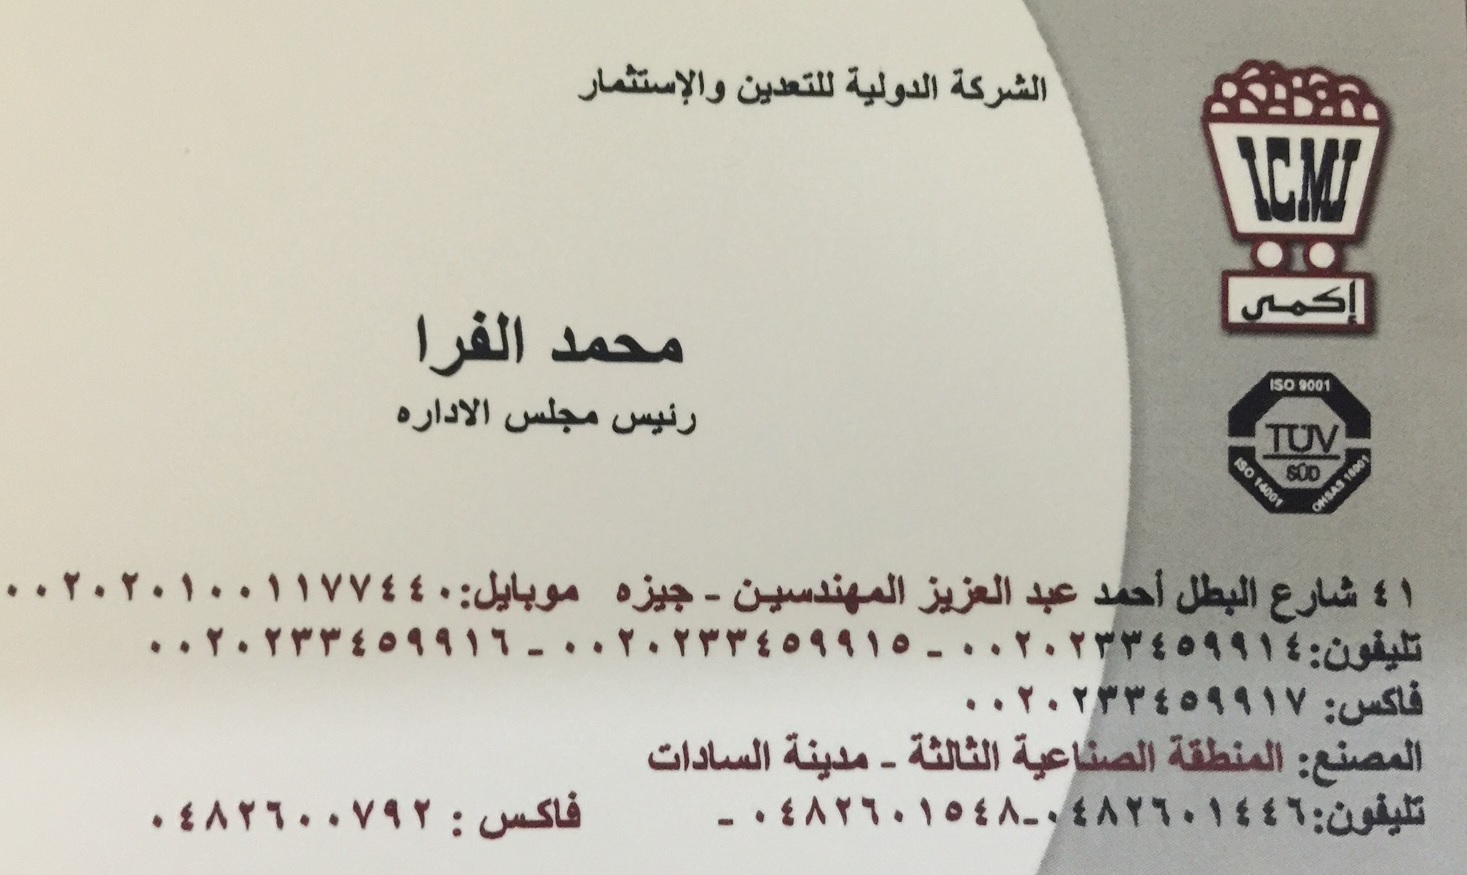 الشركة الدولية للتعدين والإستثمار
ICMI
إكمى
محمد الفرا
رئيس مجلس الاداره
ISO 9001
TÜV
SÜD
ISO 14001
OHSAS 18001
٤١ شارع البطل أحمد عبد العزيز المهندسين - جيزه موبايل:٠٠٢٠٢٠١٠٠١١٧٧٤٤٠
تليفون:٠٠٢٠٢٣٣٤٥٩٩١٤ - ٠٠٢٠٢٣٣٤٥٩٩١٥ - ٠٠٢٠٢٣٣٤٥٩٩١٦
فاكس: ٠٠٢٠٢٣٣٤٥٩٩١٧
المصنع: المنطقة الصناعية الثالثة - مدينة السادات
تليفون:٠٤٨٢٦٠١٤٤٦-٠٤٨٢٦٠١٥٤٨ - فاكس : ٠٤٨٢٦٠٠٧٩٢